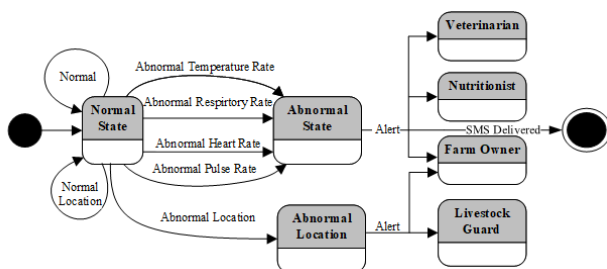 Veterinarian
Abnormal Temperature Rate
Normal
Nutritionist
Normal
State
Abnormal Respirtory Rate
Abnormal
State
Alert
SMS Delivered
Abnormal Heart Rate
Farm Owner
Abnormal Pulse Rate
Normal
Location
Abnormal Location
Abnormal
Location
Alert
Livestock
Guard